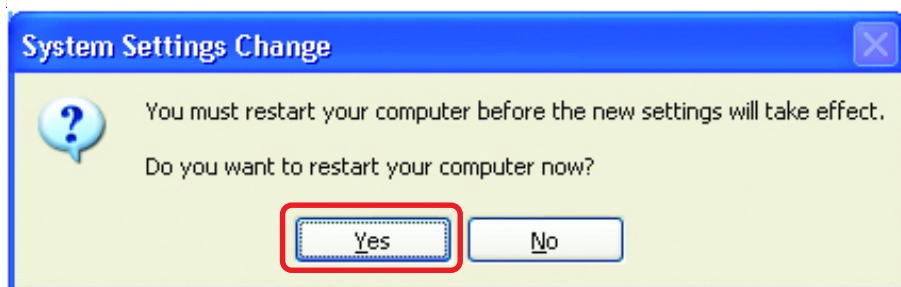 System Settings Change
You must restart your computer before the new settings will take effect.
Do you want to restart your computer now?
Yes No